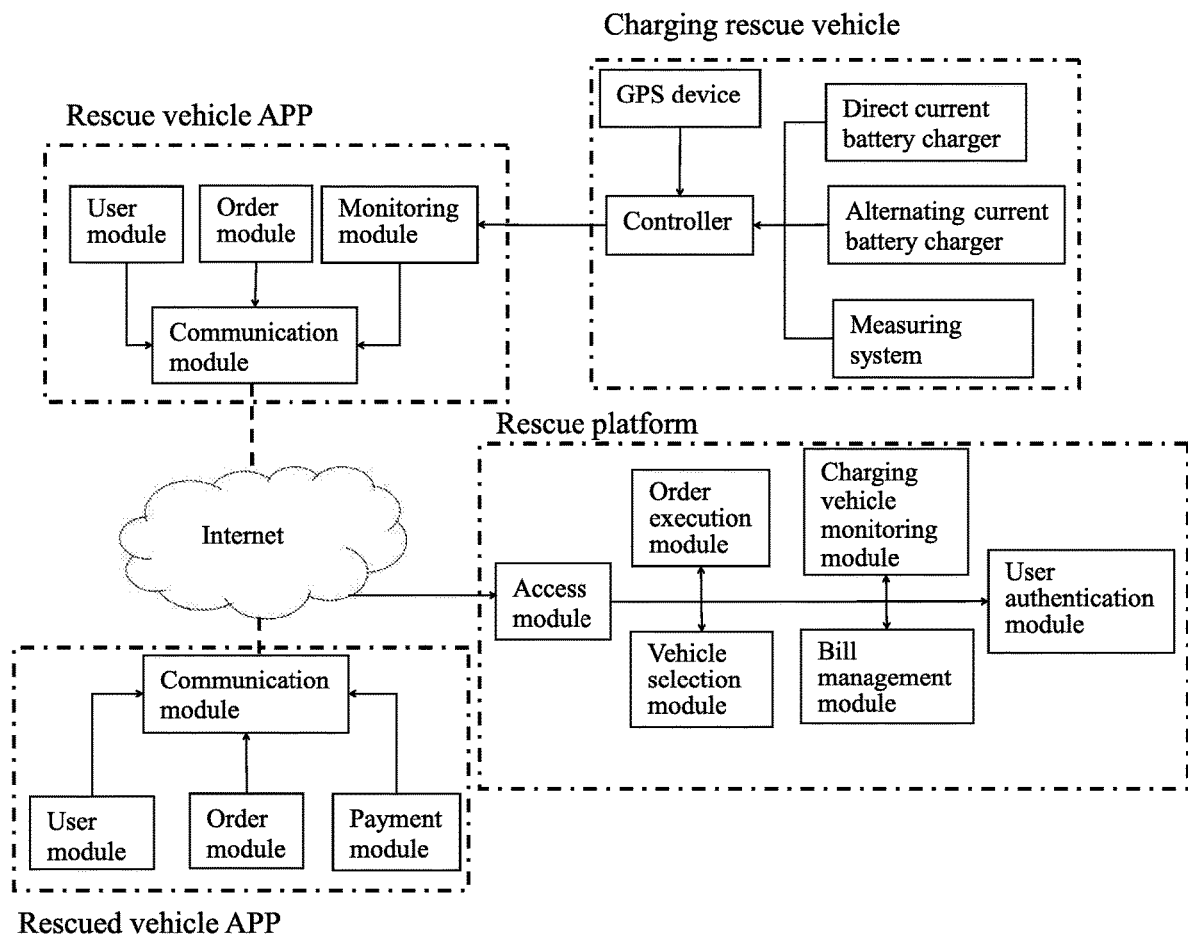 Charging rescue vehicle
GPS device
Direct current
battery charger
Controller
Alternating current
battery charger
Measuring
system
Rescue vehicle APP
User
module
Order
module
Monitoring
module
Communication
module
Internet
Rescue platform
Order
execution
module
Charging
vehicle
monitoring
module
Access
module
User
authentication
module
Vehicle
selection
module
Bill
management
module
Communication
module
User
module
Order
module
Payment
module
Rescued vehicle APP